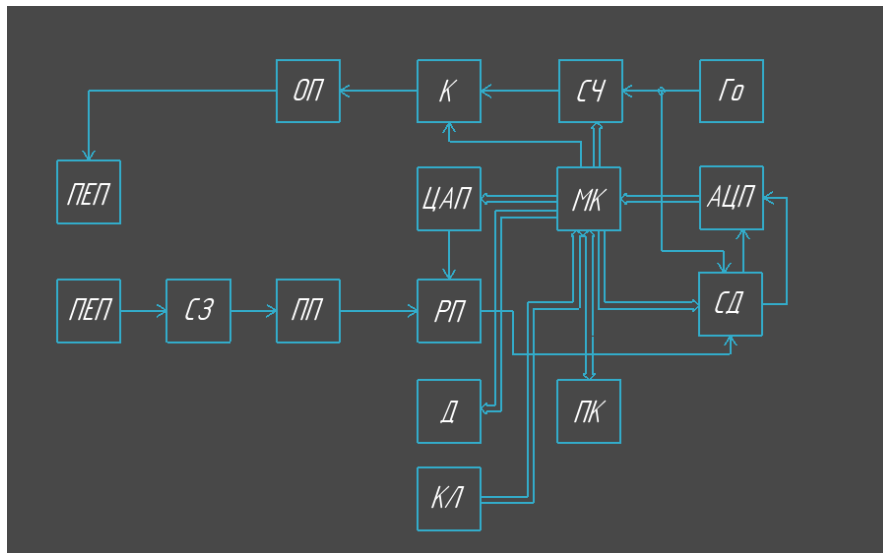 ОП К СЧ Го
ПЕП ЦАП МК АЦП
ПЕП СЗ ПП РП СД
Д ПК
КЛ